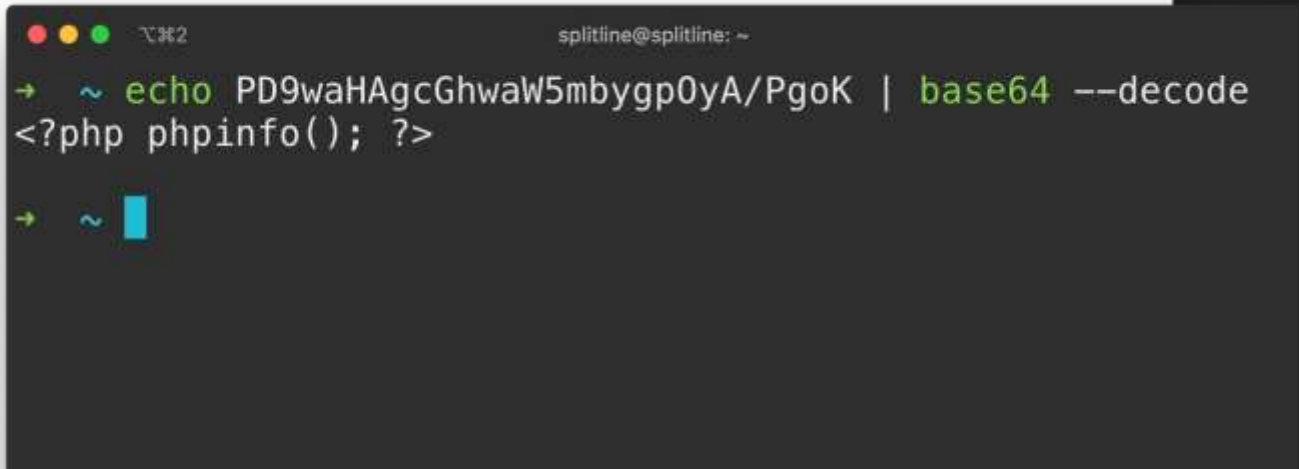 ⌥⌘2 splitline@splitline: ~
→ ~ echo PD9waHAgcGhwaW5mbygpOyA/PgoK | base64 --decode
<?php phpinfo(); ?>
→ ~